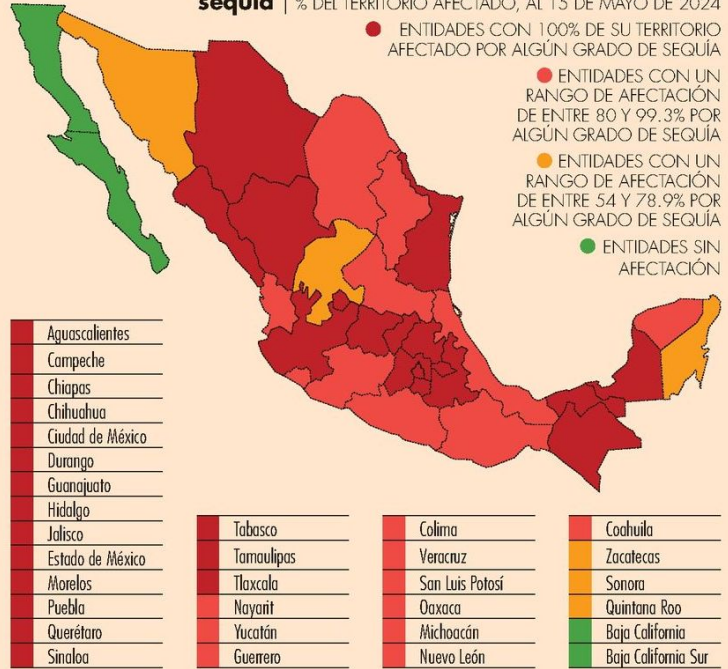 sequía | % DEL TERRITORIO AFECTADO, AL 15 DE MAYO DE 2024
ENTIDADES CON 100% DE SU TERRITORIO
AFECTADO POR ALGÚN GRADO DE SEQUÍA
ENTIDADES CON UN
RANGO DE AFECTACIÓN
DE ENTRE 80 Y 99.3% POR
ALGÚN GRADO DE SEQUÍA
ENTIDADES CON UN
RANGO DE AFECTACIÓN
DE ENTRE 54 Y 78.9% POR
ALGÚN GRADO DE SEQUÍA
ENTIDADES SIN
AFECTACIÓN
Aguascalientes
Campeche
Chiapas
Chihuahua
Ciudad de México
Durango
Guanajuato
Hidalgo
Jalisco
Estado de México
Morelos
Puebla
Querétaro
Sinaloa
Tabasco
Tamaulipas
Tlaxcala
Nayarit
Yucatán
Guerrero
Colima
Veracruz
San Luis Potosí
Oaxaca
Michoacán
Nuevo León
Coahuila
Zacatecas
Sonora
Quintana Roo
Baja California
Baja California Sur